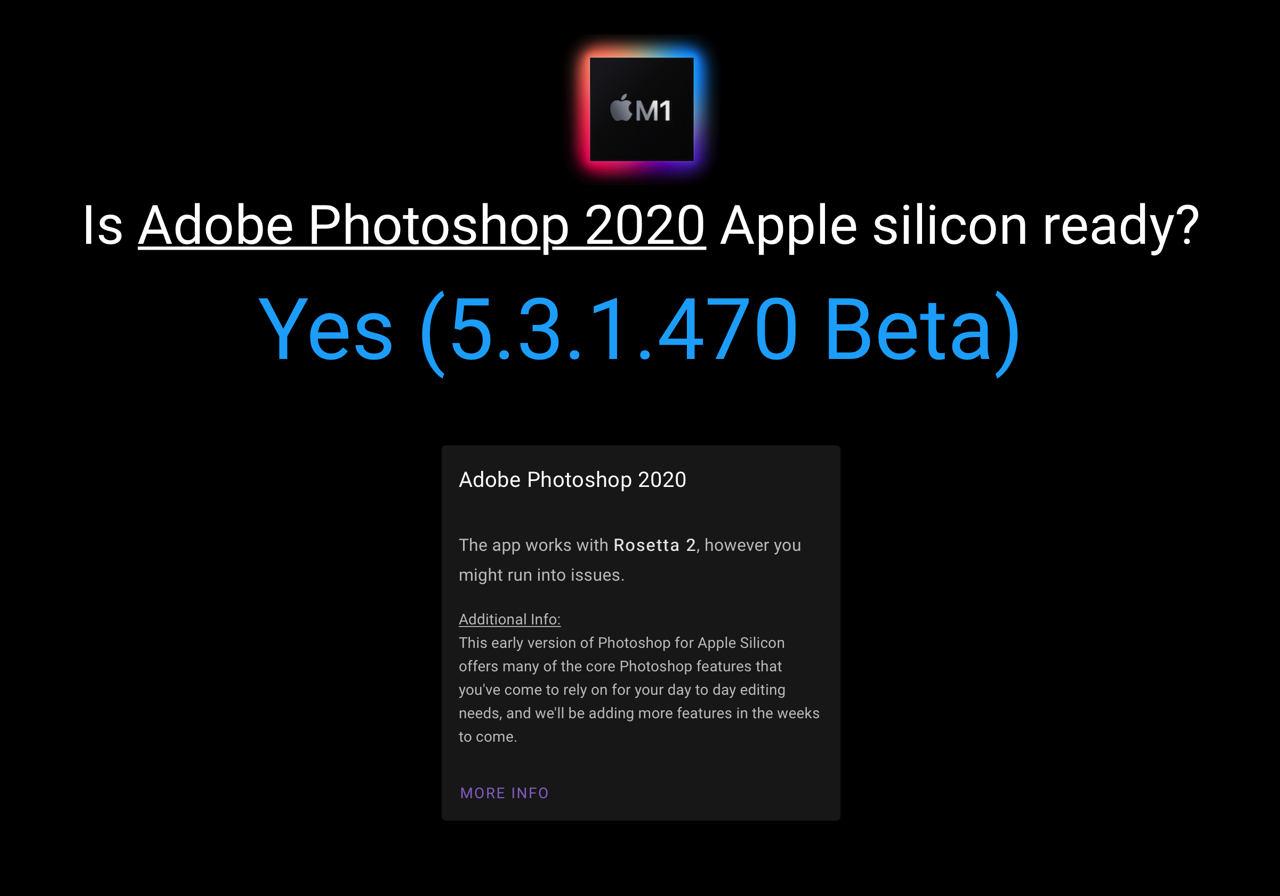 M1
Is Adobe Photoshop 2020 Apple silicon ready?
Yes (5.3.1.470 Beta)
Adobe Photoshop 2020
The app works with Rosetta 2, however you
might run into issues.
Additional Info:
This early version of Photoshop for Apple Silicon
offers many of the core Photoshop features that
you've come to rely on for your day to day editing
needs, and we'll be adding more features in the weeks
to come.
MORE INFO